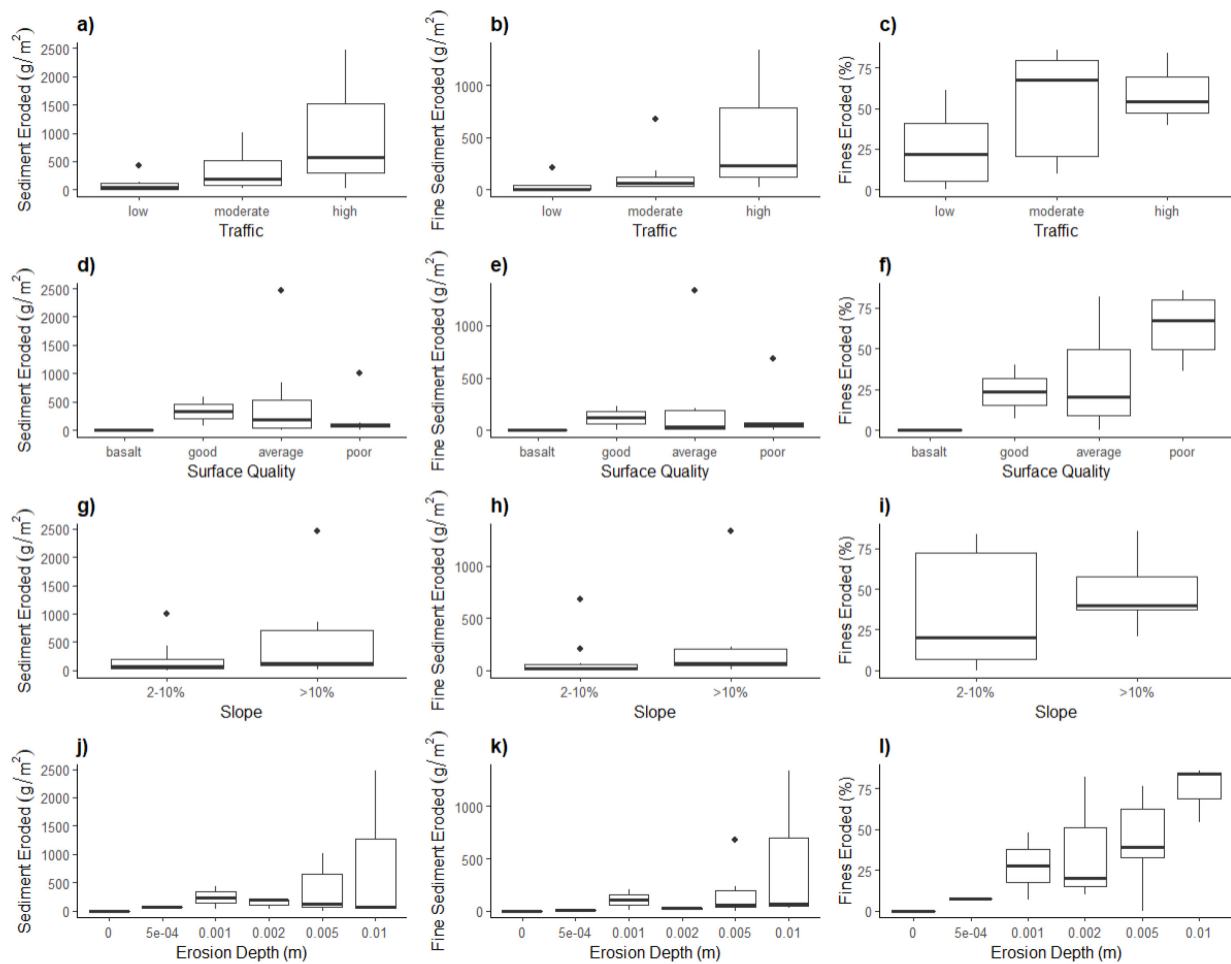 a)
Sediment Eroded (g/m²)
2500
2000
1500
1000
500
0
low moderate high
Traffic
b)
Fine Sediment Eroded (g/m²)
1000
500
0
low moderate high
Traffic
c)
Fines Eroded (%)
75
50
25
0
low moderate high
Traffic
d)
Sediment Eroded (g/m²)
2500
2000
1500
1000
500
0
basalt good average poor
Surface Quality
e)
Fine Sediment Eroded (g/m²)
1000
500
0
basalt good average poor
Surface Quality
f)
Fines Eroded (%)
75
50
25
0
basalt good average poor
Surface Quality
g)
Sediment Eroded (g/m²)
2500
2000
1500
1000
500
0
2-10% >10%
Slope
h)
Fine Sediment Eroded (g/m²)
1000
500
0
2-10% >10%
Slope
i)
Fines Eroded (%)
75
50
25
0
2-10% >10%
Slope
j)
Sediment Eroded (g/m²)
2500
2000
1500
1000
500
0
0 5e-04 0.001 0.002 0.005 0.01
Erosion Depth (m)
k)
Fine Sediment Eroded (g/m²)
1000
500
0
0 5e-04 0.001 0.002 0.005 0.01
Erosion Depth (m)
l)
Fines Eroded (%)
75
50
25
0
0 5e-04 0.001 0.002 0.005 0.01
Erosion Depth (m)